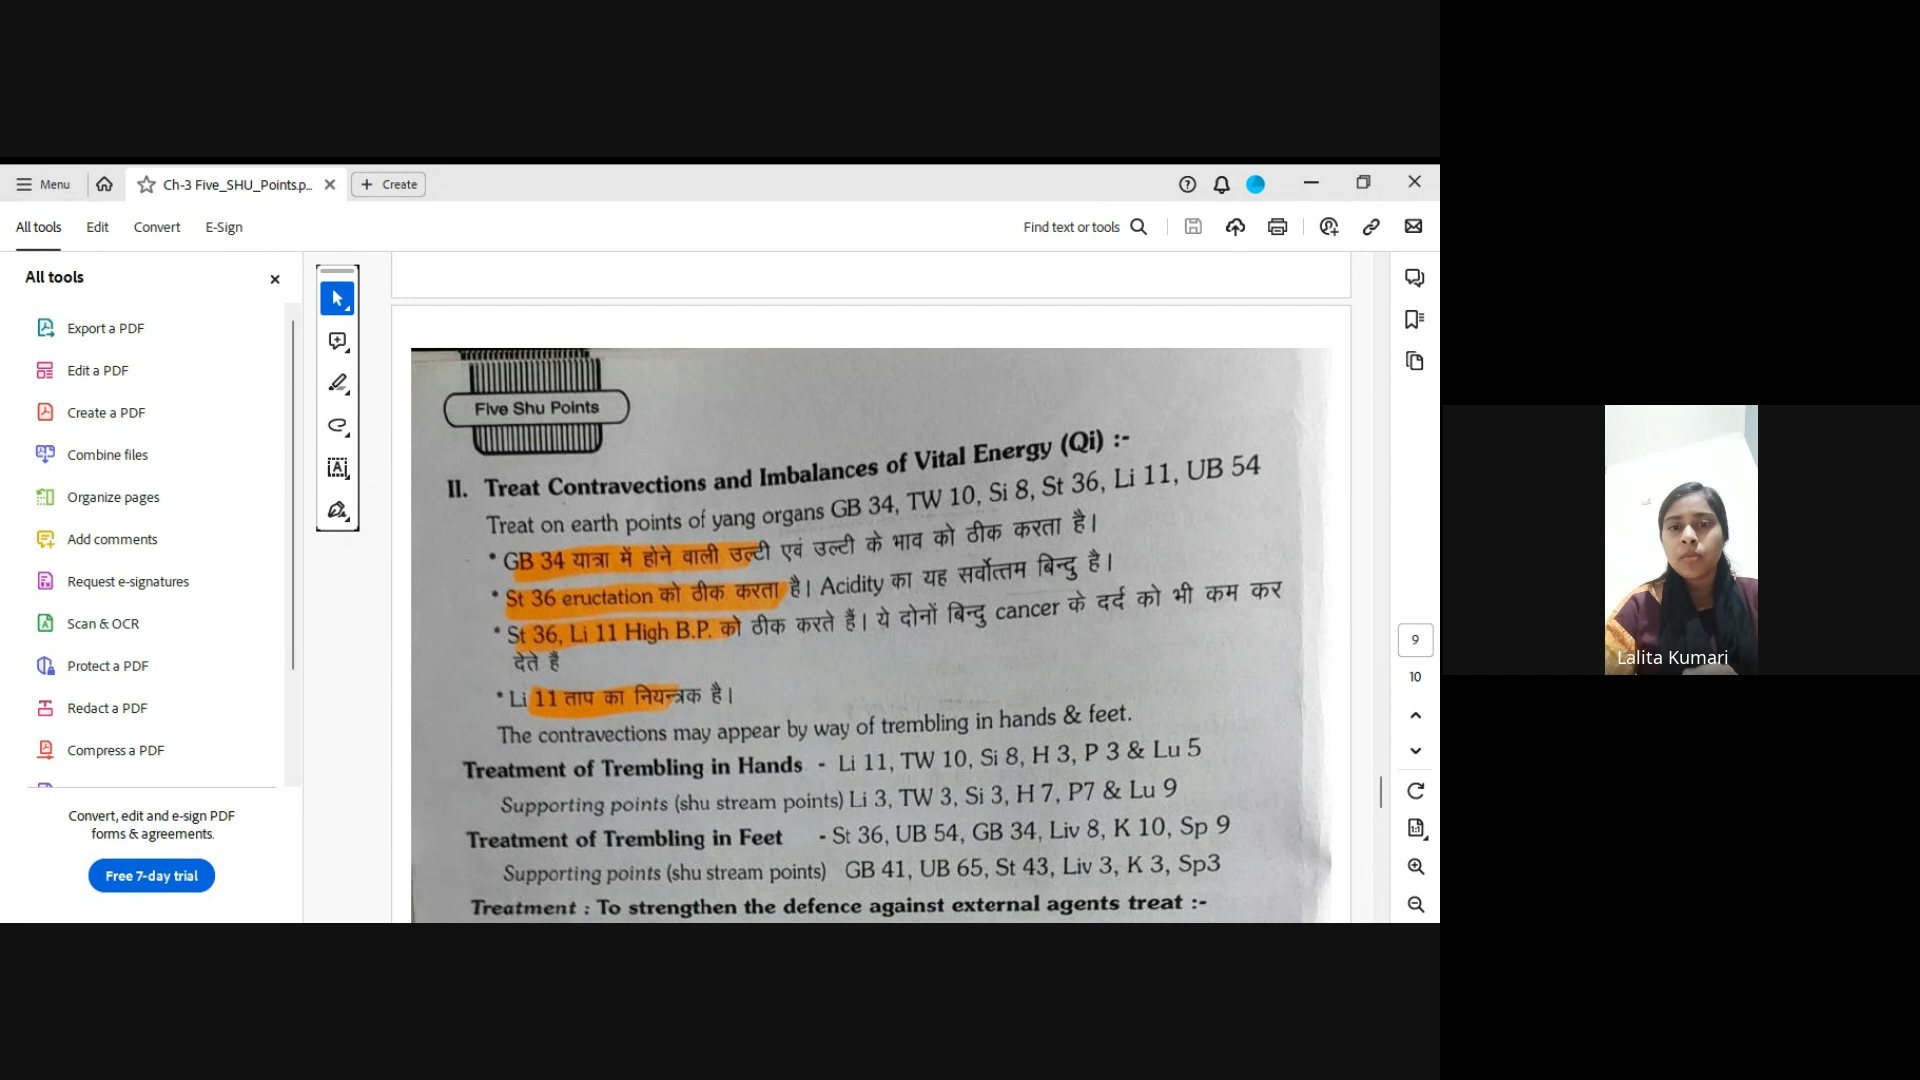 Menu
Ch-3 Five_SHU_Points.p...
Create
All tools
Edit
Convert
E-Sign
Find text or tools
All tools
Export a PDF
Edit a PDF
Create a PDF
Combine files
Organize pages
Add comments
Request e-signatures
Scan & OCR
Protect a PDF
Redact a PDF
Compress a PDF
Convert, edit and e-sign PDF
forms & agreements.
Free 7-day trial
Five Shu Points
II. Treat Contravections and Imbalances of Vital Energy (Qi) :-
Treat on earth points of yang organs GB 34, TW 10, Si 8, St 36, Li 11, UB 54
* GB 34 यात्रा में होने वाली उल्टी एवं उल्टी के भाव को ठीक करता है।
* St 36 eructation को ठीक करता है। Acidity का यह सर्वोत्तम बिन्दु है।
* St 36, Li 11 High B.P. को ठीक करते हैं। ये दोनों बिन्दु cancer के दर्द को भी कम कर
देते है
* Li 11 ताप का नियन्त्रक है।
The contravections may appear by way of trembling in hands & feet.
Treatment of Trembling in Hands - Li 11, TW 10, Si 8, H 3, P 3 & Lu 5
Supporting points (shu stream points) Li 3, TW 3, Si 3, H 7, P7 & Lu 9
Treatment of Trembling in Feet - St 36, UB 54, GB 34, Liv 8, K 10, Sp 9
Supporting points (shu stream points) GB 41, UB 65, St 43, Liv 3, K 3, Sp3
Treatment : To strengthen the defence against external agents treat :-
9
10
Lalita Kumari